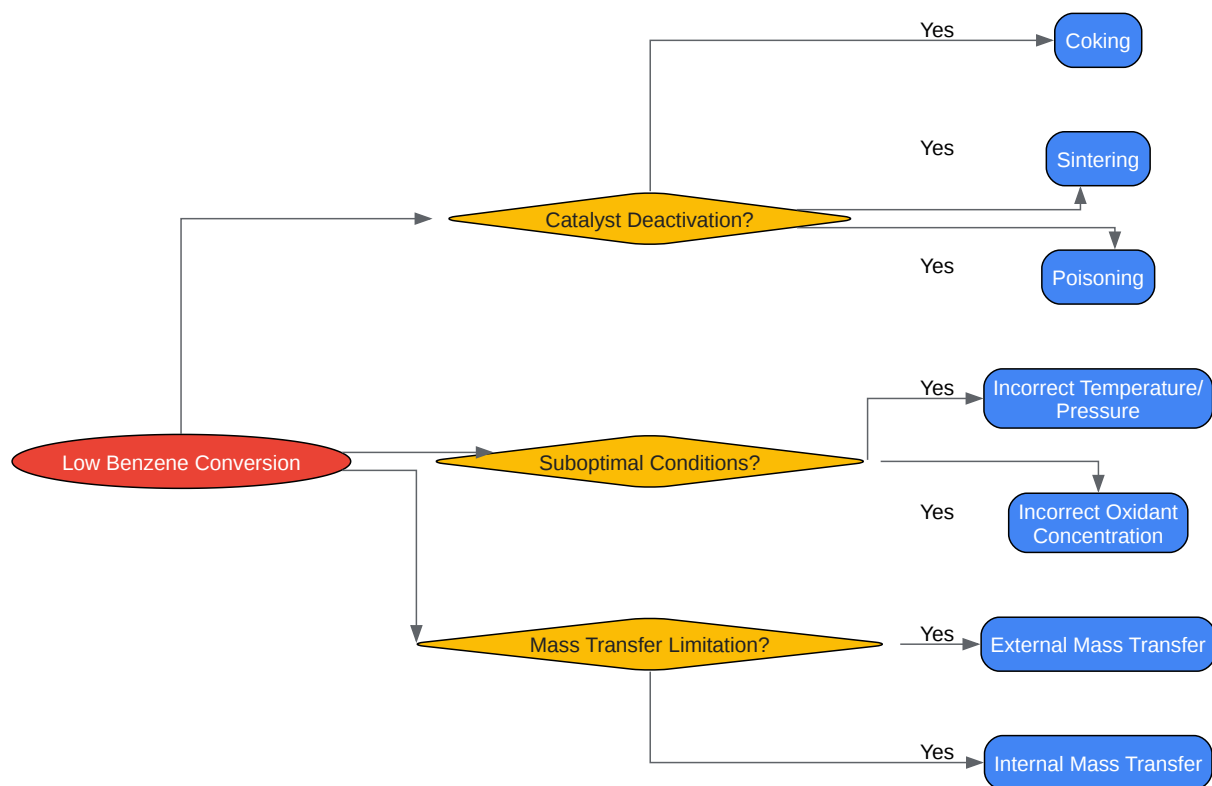 Yes
Coking
Yes
Sintering
Catalyst Deactivation?
Yes
Poisoning
Yes
Incorrect Temperature/
Pressure
Low Benzene Conversion
Suboptimal Conditions?
Yes
Incorrect Oxidant
Concentration
Mass Transfer Limitation?
Yes
External Mass Transfer
Yes
Internal Mass Transfer